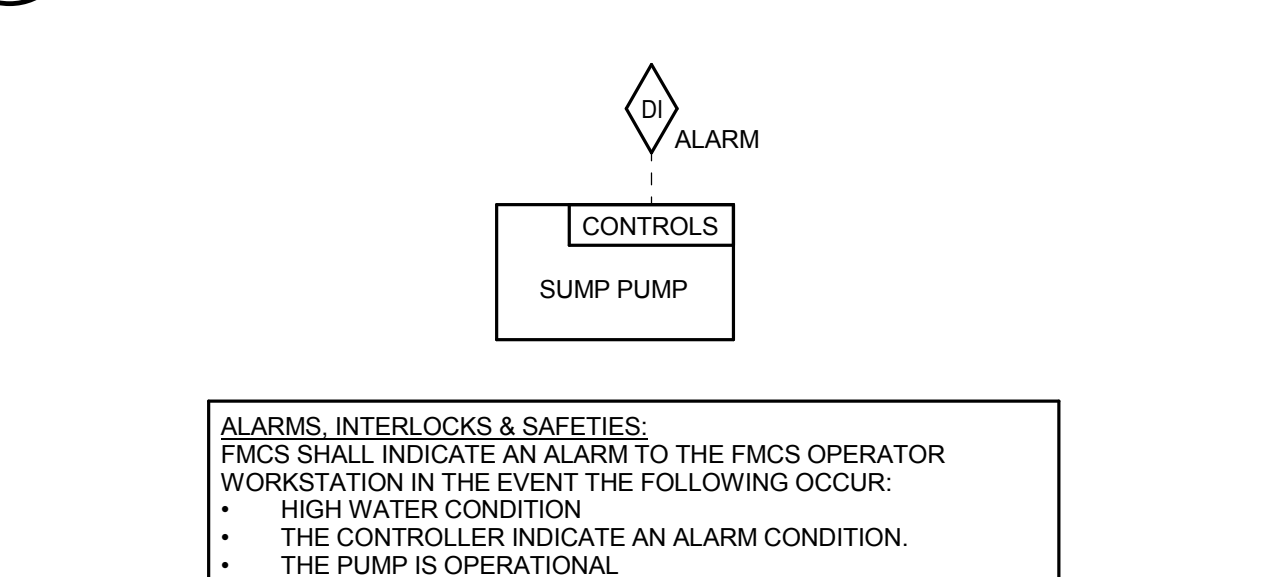 DI
ALARM
CONTROLS
SUMP PUMP
ALARMS, INTERLOCKS & SAFETIES:
FMCS SHALL INDICATE AN ALARM TO THE FMCS OPERATOR
WORKSTATION IN THE EVENT THE FOLLOWING OCCUR:
• HIGH WATER CONDITION
• THE CONTROLLER INDICATE AN ALARM CONDITION.
• THE PUMP IS OPERATIONAL